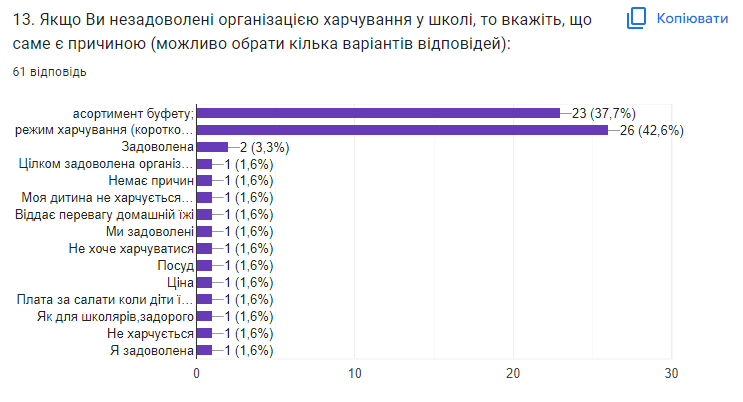 13. Якщо Ви незадоволені організацією харчування у школі, то вкажіть, що
саме є причиною (можливо обрати кілька варіантів відповідей):
Копіювати
61 відповідь
асортимент буфету; 23 (37,7%)
режим харчування (коротко… 26 (42,6%)
Задоволена 2 (3,3%)
Цілком задоволена організ… 1 (1,6%)
Немає причин 1 (1,6%)
Моя дитина не харчується… 1 (1,6%)
Віддає перевагу домашній їжі 1 (1,6%)
Ми задоволені 1 (1,6%)
Не хоче харчуватися 1 (1,6%)
Посуд 1 (1,6%)
Ціна 1 (1,6%)
Плата за салати коли діти ї… 1 (1,6%)
Як для школярів,задорого 1 (1,6%)
Не харчується 1 (1,6%)
Я задоволена 1 (1,6%)
0 10 20 30